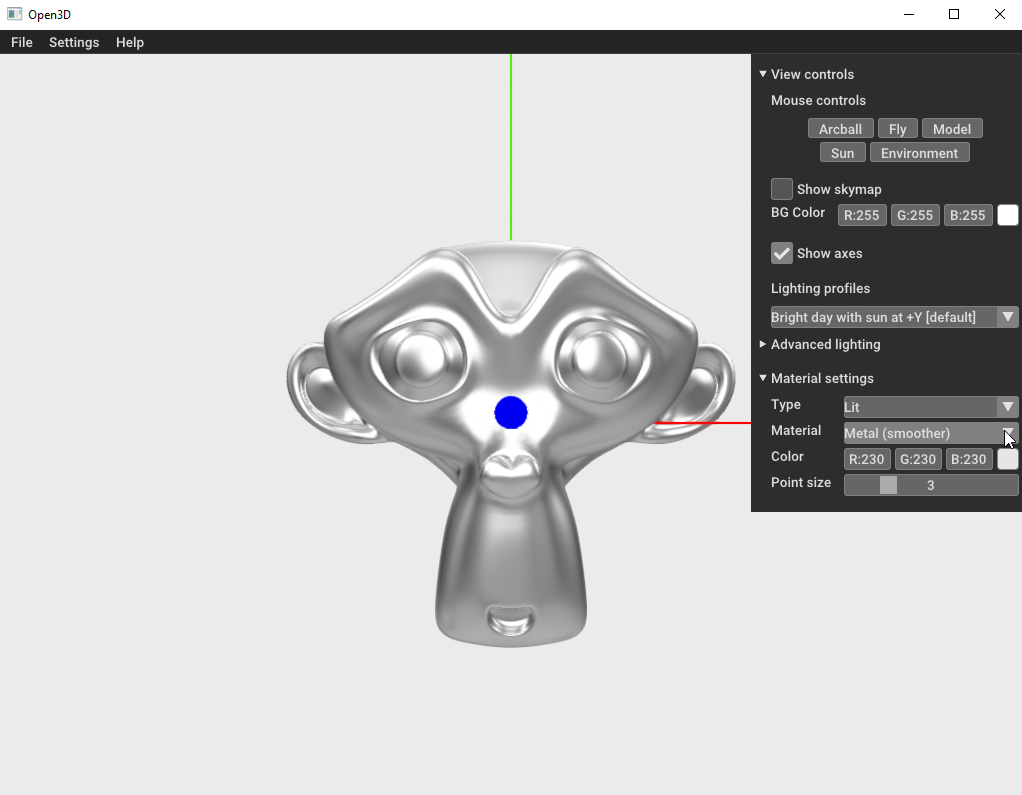 Open3D
File Settings Help
View controls
Mouse controls
Arcball Fly Model
Sun Environment
Show skymap
BG Color R:255 G:255 B:255
Show axes
Lighting profiles
Bright day with sun at +Y [default]
Advanced lighting
Material settings
Type Lit
Material Metal (smoother)
Color R:230 G:230 B:230
Point size 3